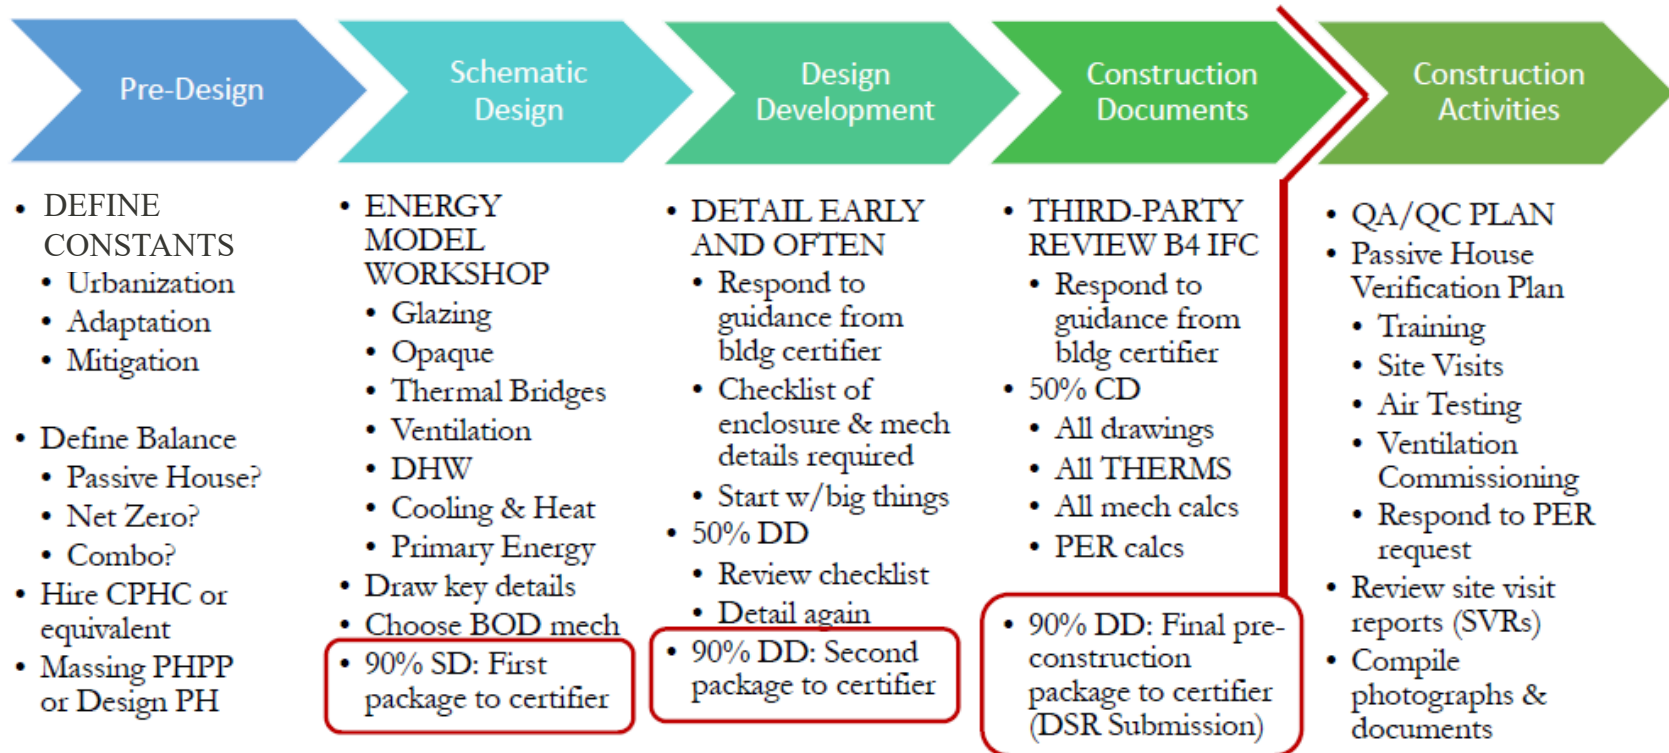 Pre-Design
Schematic
Design
Design
Development
Construction
Documents
Construction
Activities
• DEFINE
CONSTANTS
• Urbanization
• Adaptation
• Mitigation
• Define Balance
• Passive House?
• Net Zero?
• Combo?
• Hire CPHC or
equivalent
• Massing PHPP
or Design PH
• ENERGY
MODEL
WORKSHOP
• Glazing
• Opaque
• Thermal Bridges
• Ventilation
• DHW
• Cooling & Heat
• Primary Energy
• Draw key details
• Choose BOD mech
• 90% SD: First
package to certifier
• DETAIL EARLY
AND OFTEN
• Respond to
guidance from
bldg certifier
• Checklist of
enclosure & mech
details required
• Start w/big things
• 50% DD
• Review checklist
• Detail again
• 90% DD: Second
package to certifier
• THIRD-PARTY
REVIEW B4 IFC
• Respond to
guidance from
bldg certifier
• 50% CD
• All drawings
• All THERMS
• All mech calcs
• PER calcs
• 90% DD: Final pre-
construction
package to certifier
(DSR Submission)
• QA/QC PLAN
• Passive House
Verification Plan
• Training
• Site Visits
• Air Testing
• Ventilation
Commissioning
• Respond to PER
request
• Review site visit
reports (SVRs)
• Compile
photographs &
documents